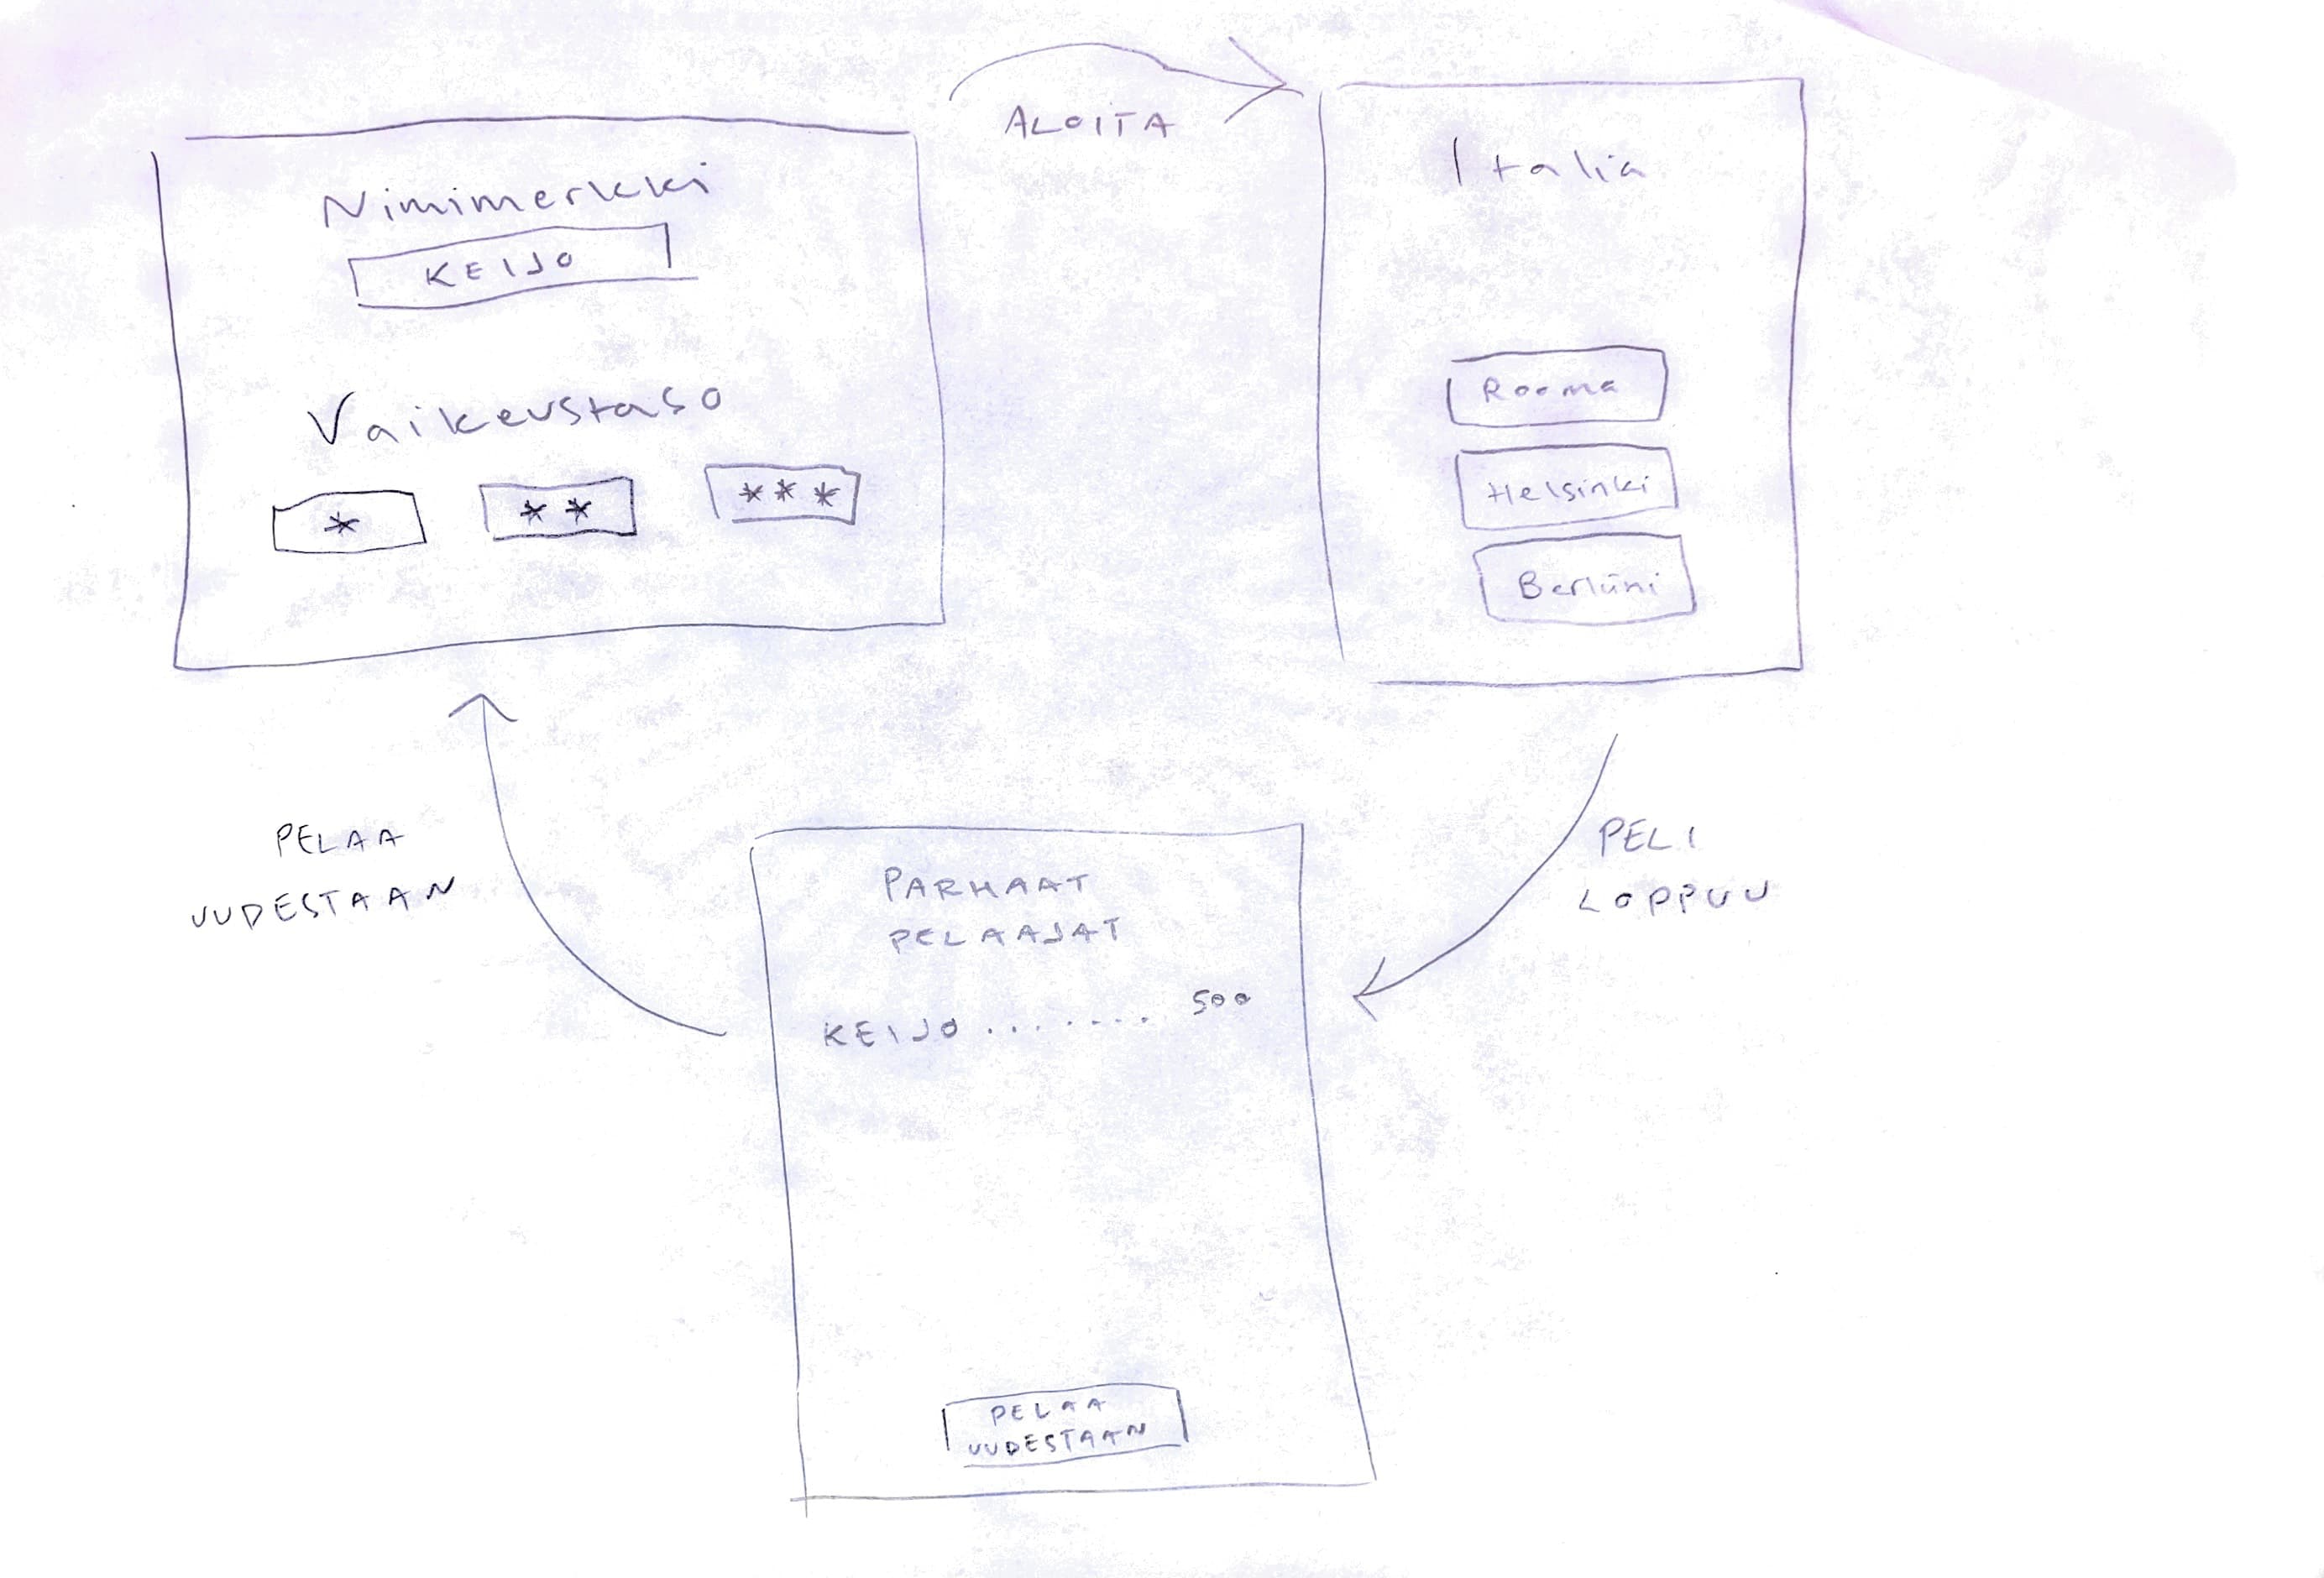 Nimimerkki
KEIJO
Vaikeustaso
*
* *
* * *
ALOITA
Italia
Rooma
Helsinki
Berliini
PELI
LOPPUU
PARHAAT
PELAAJAT
KEIJO ........ 500
PELAA
UUDESTAAN
PELAA
UUDESTAAN